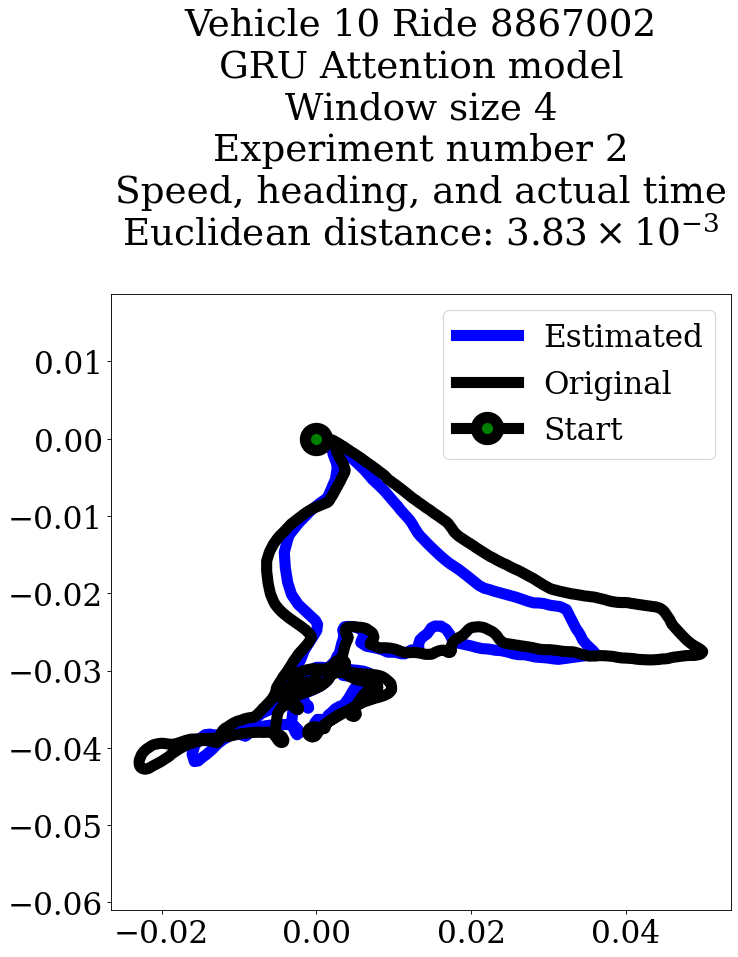 Vehicle 10 Ride 8867002
GRU Attention model
Window size 4
Experiment number 2
Speed, heading, and actual time
Euclidean distance: 3.83 × 10⁻³
Estimated
Original
Start
0.01
0.00
−0.01
−0.02
−0.03
−0.04
−0.05
−0.06
−0.02 0.00 0.02 0.04